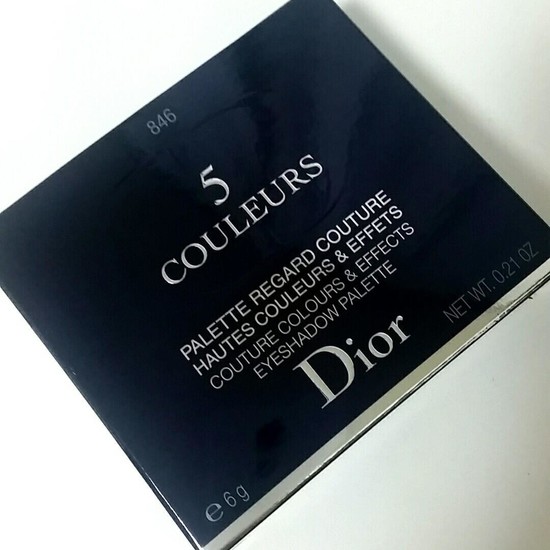 846
5
COULEURS
PALETTE REGARD COUTURE
HAUTES COULEURS & EFFETS
COUTURE COLOURS & EFFECTS
EYESHADOW PALETTE
Dior
℮ 6 g
NET WT. 0.21 OZ